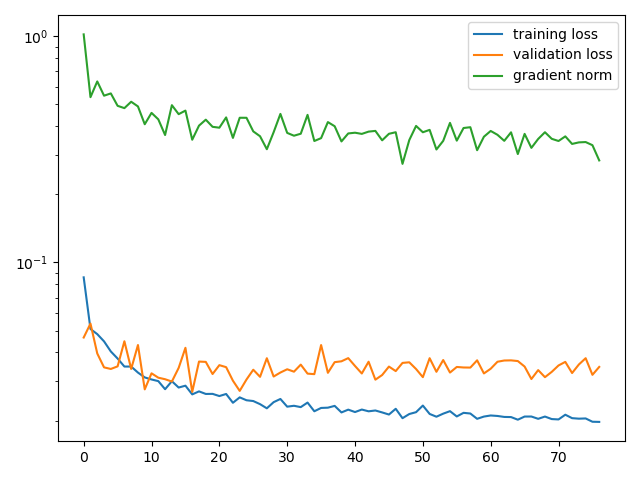 training loss
validation loss
gradient norm
10⁰
10⁻¹
0 10 20 30 40 50 60 70